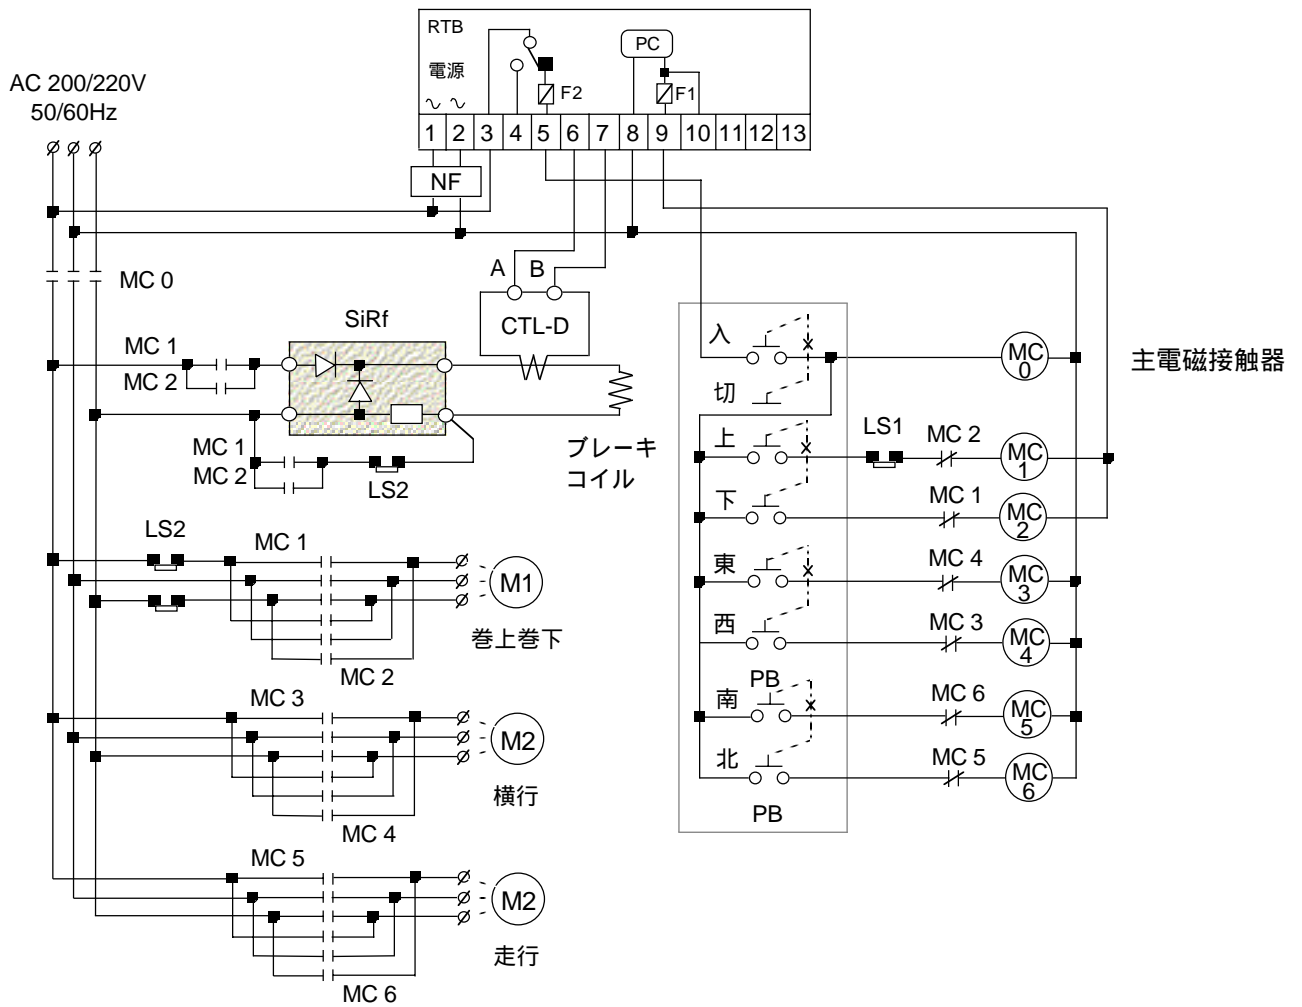 RTB
PC
AC 200/220V
50/60Hz
電源
F2
F1
1 2 3 4 5 6 7 8 9 10 11 12 13
NF
A B
MC 0
CTL-D
SiRf
MC 1
MC 2
MC 1
MC 2
LS2
ブレーキ
コイル
入
MC
0
主電磁接触器
切
上
LS1
MC 2
MC
1
下
MC 1
MC
2
東
MC 4
MC
3
西
MC 3
MC
4
PB
南
MC 6
MC
5
北
MC 5
MC
6
PB
LS2
MC 1
M1
巻上巻下
MC 2
MC 3
M2
横行
MC 4
MC 5
M2
走行
MC 6